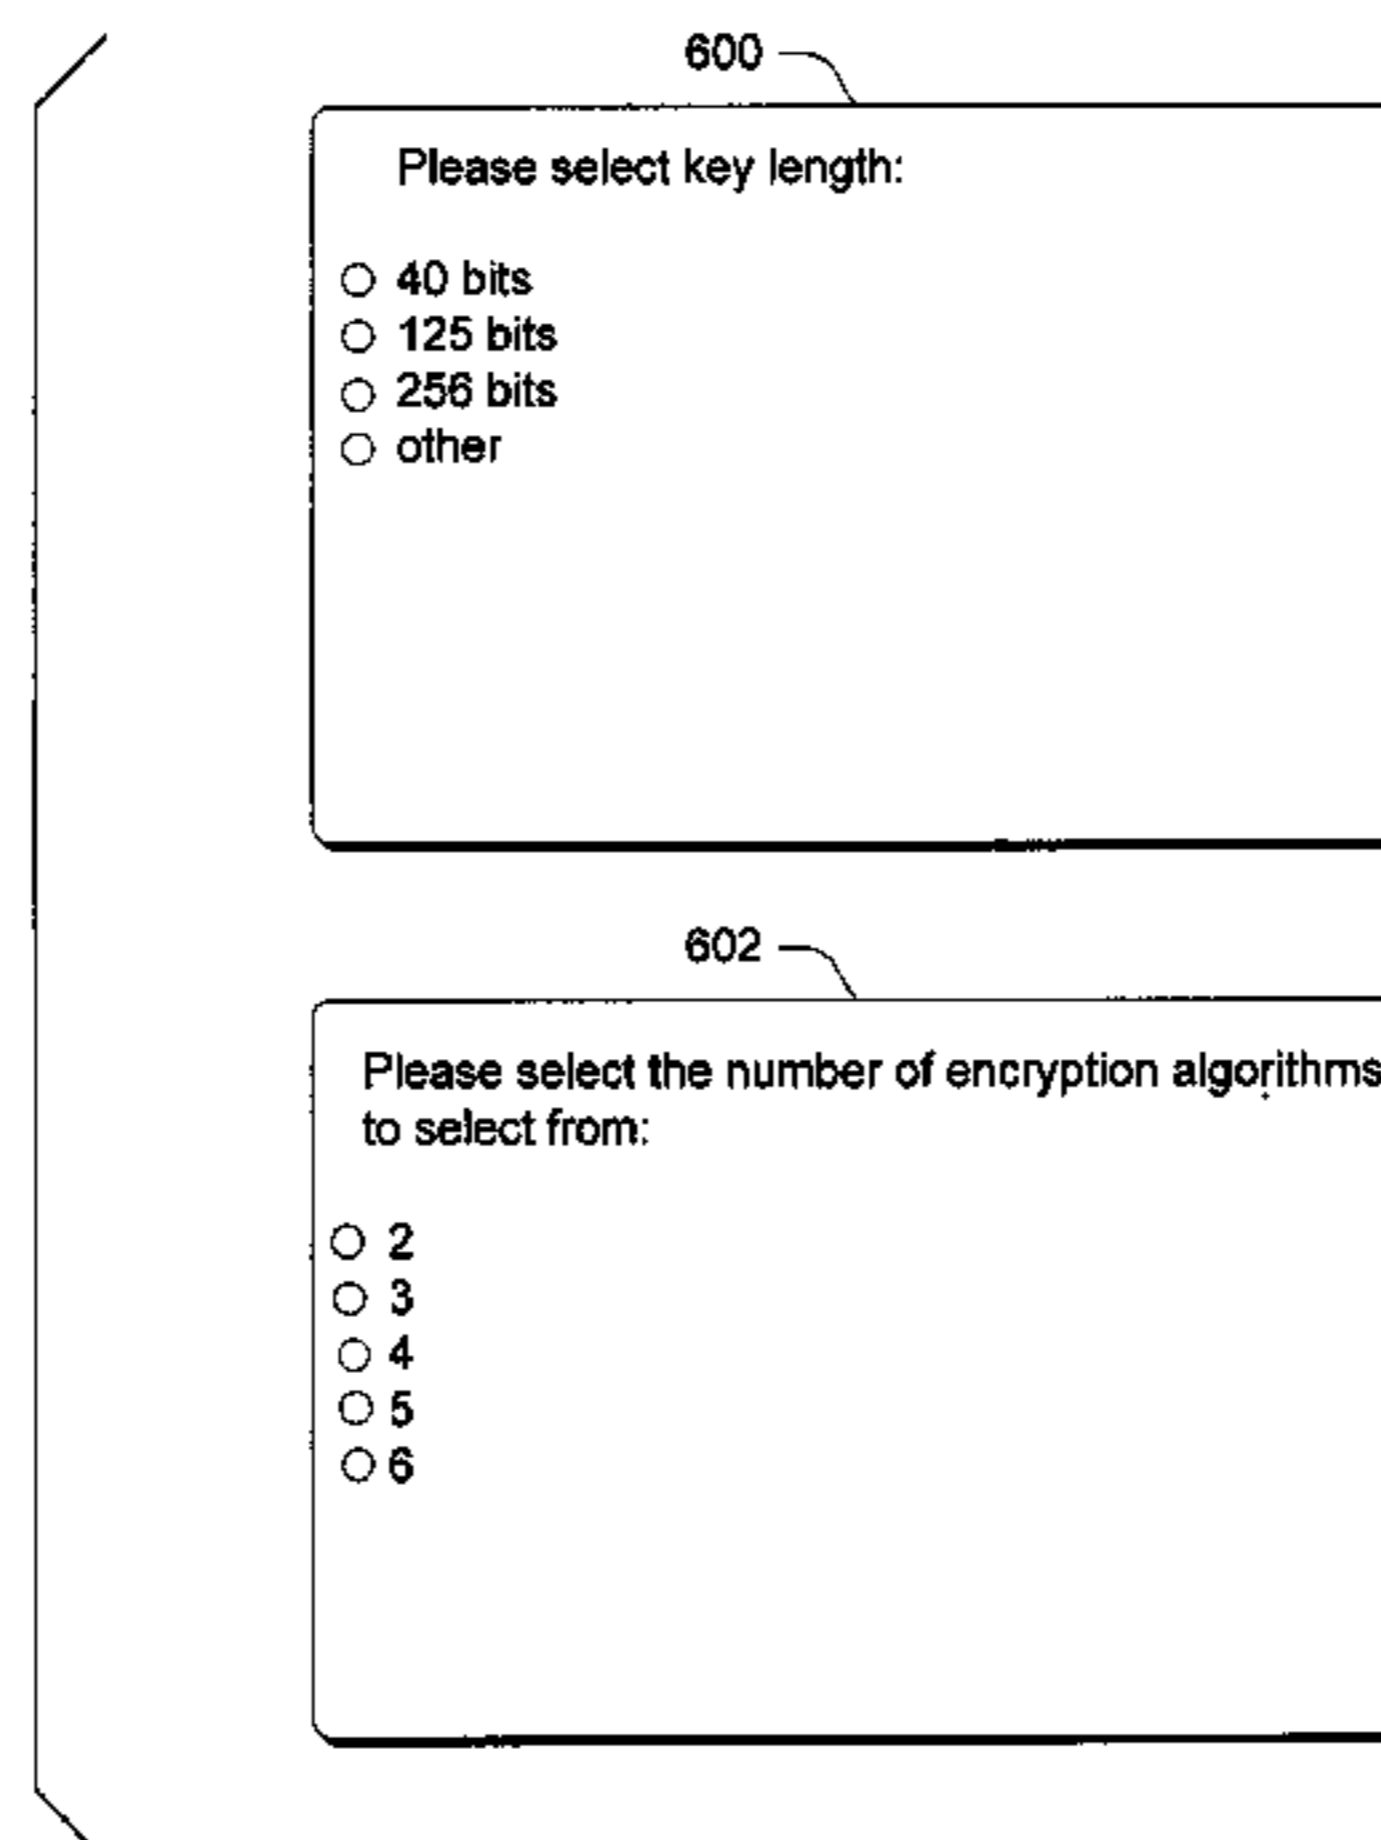 600
Please select key length:
40 bits
125 bits
256 bits
other
602
Please select the number of encryption algorithms
to select from:
2
3
4
5
6